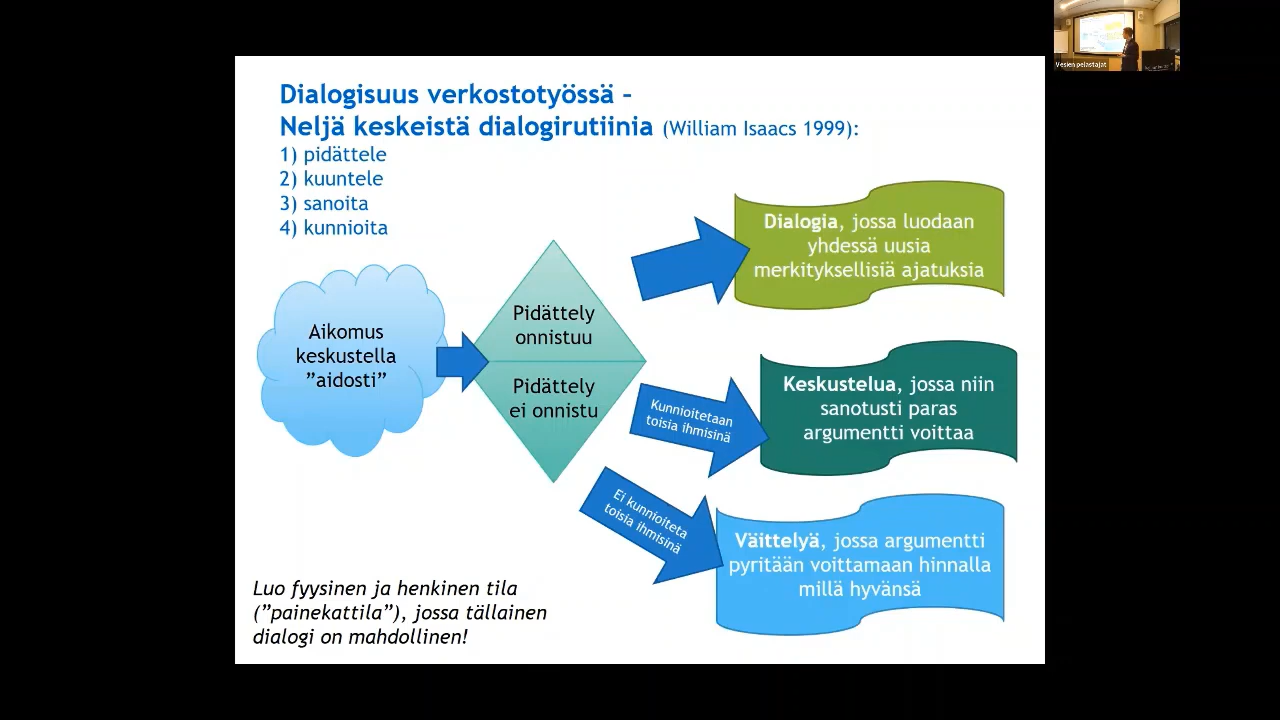 Dialogisuus verkostotyössä –
Neljä keskeistä dialogirutiinia (William Isaacs 1999):
1) pidättele
2) kuuntele
3) sanoita
4) kunnioita
Aikomus
keskustella
”aidosti”
Pidättely
onnistuu
Pidättely
ei onnistu
Dialogia, jossa luodaan
yhdessä uusia
merkityksellisiä ajatuksia
Kunnioitetaan
toisia ihmisinä
Keskustelua, jossa niin
sanotusti paras
argumentti voittaa
Ei kunnioiteta
toisia ihmisinä
Väittelyä, jossa argumentti
pyritään voittamaan hinnalla
millä hyvänsä
Luo fyysinen ja henkinen tila
(”painekattila”), jossa tällainen
dialogi on mahdollinen!
Vesien pelastajat